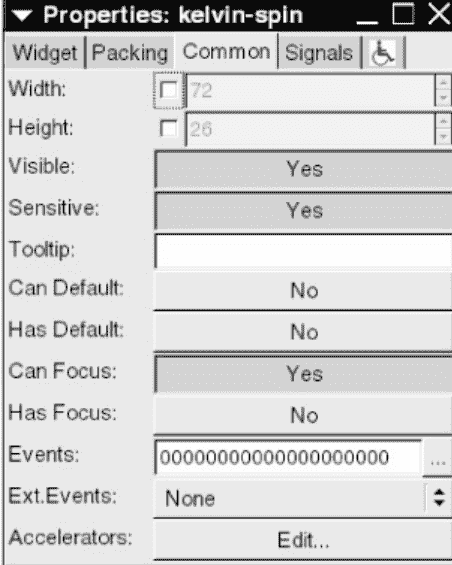 Properties: kelvin-spin
Widget Packing Common Signals
Width: 72
Height: 26
Visible: Yes
Sensitive: Yes
Tooltip:
Can Default: No
Has Default: No
Can Focus: Yes
Has Focus: No
Events: 00000000000000000000 ...
Ext.Events: None
Accelerators: Edit...